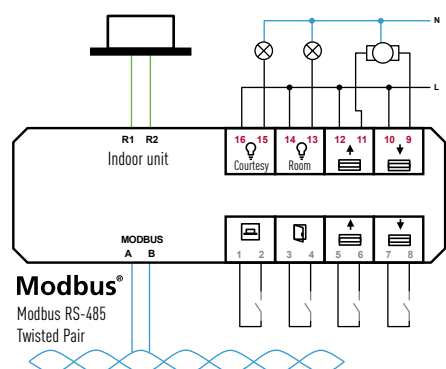 N
L
R1 R2
Indoor unit
16 15 14 13 12 11 10 9
Courtesy Room
MODBUS
A B
1 2 3 4 5 6 7 8
Modbus®
Modbus RS-485
Twisted Pair